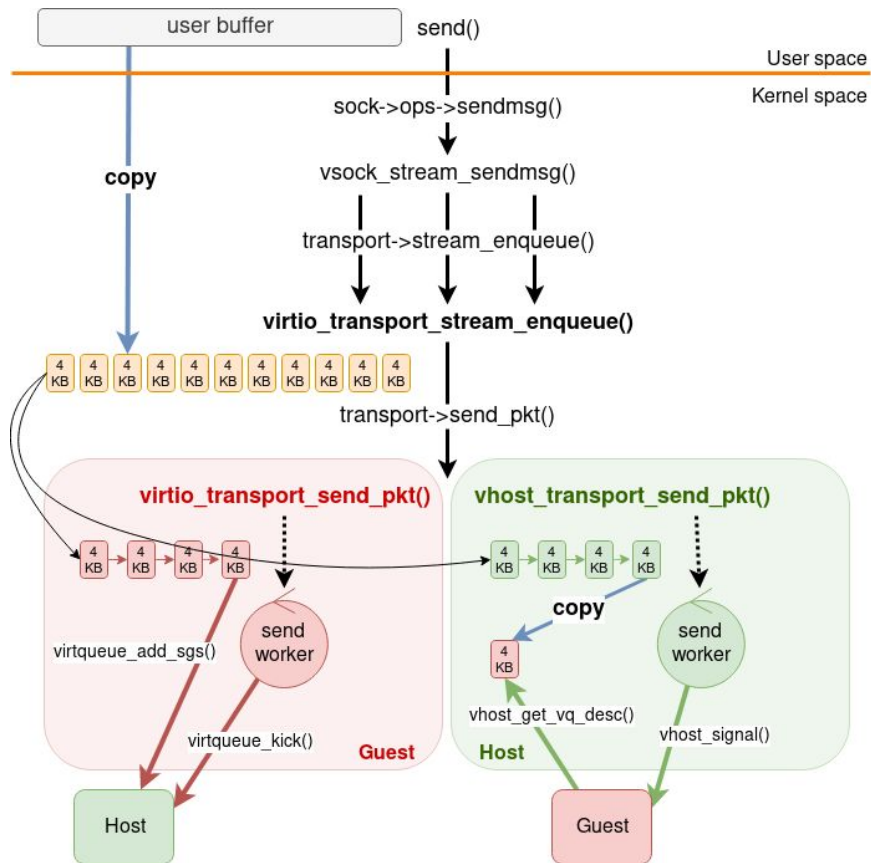 user buffer
send()
User space
Kernel space
sock->ops->sendmsg()
copy
vsock_stream_sendmsg()
transport->stream_enqueue()
virtio_transport_stream_enqueue()
4 KB
4 KB
4 KB
4 KB
4 KB
4 KB
4 KB
4 KB
4 KB
4 KB
4 KB
transport->send_pkt()
virtio_transport_send_pkt()
4 KB
4 KB
4 KB
4 KB
send
worker
virtqueue_add_sgs()
virtqueue_kick()
Guest
Host
vhost_transport_send_pkt()
4 KB
4 KB
4 KB
4 KB
copy
send
worker
4 KB
vhost_get_vq_desc()
vhost_signal()
Host
Guest